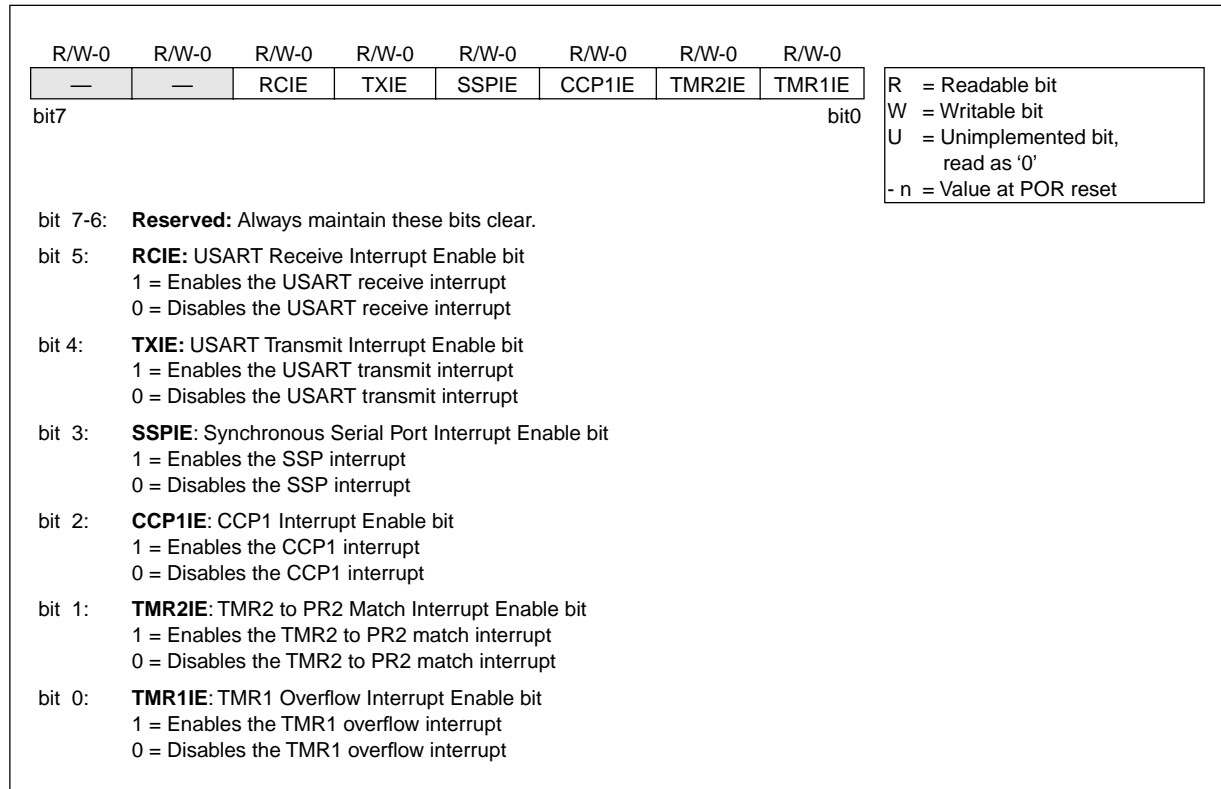 R/W-0 R/W-0 R/W-0 R/W-0 R/W-0 R/W-0 R/W-0 R/W-0
— — RCIE TXIE SSPIE CCP1IE TMR2IE TMR1IE
bit7 bit0
R = Readable bit
W = Writable bit
U = Unimplemented bit,
read as ‘0’
- n = Value at POR reset
bit 7-6: Reserved: Always maintain these bits clear.
bit 5: RCIE: USART Receive Interrupt Enable bit
1 = Enables the USART receive interrupt
0 = Disables the USART receive interrupt
bit 4: TXIE: USART Transmit Interrupt Enable bit
1 = Enables the USART transmit interrupt
0 = Disables the USART transmit interrupt
bit 3: SSPIE: Synchronous Serial Port Interrupt Enable bit
1 = Enables the SSP interrupt
0 = Disables the SSP interrupt
bit 2: CCP1IE: CCP1 Interrupt Enable bit
1 = Enables the CCP1 interrupt
0 = Disables the CCP1 interrupt
bit 1: TMR2IE: TMR2 to PR2 Match Interrupt Enable bit
1 = Enables the TMR2 to PR2 match interrupt
0 = Disables the TMR2 to PR2 match interrupt
bit 0: TMR1IE: TMR1 Overflow Interrupt Enable bit
1 = Enables the TMR1 overflow interrupt
0 = Disables the TMR1 overflow interrupt